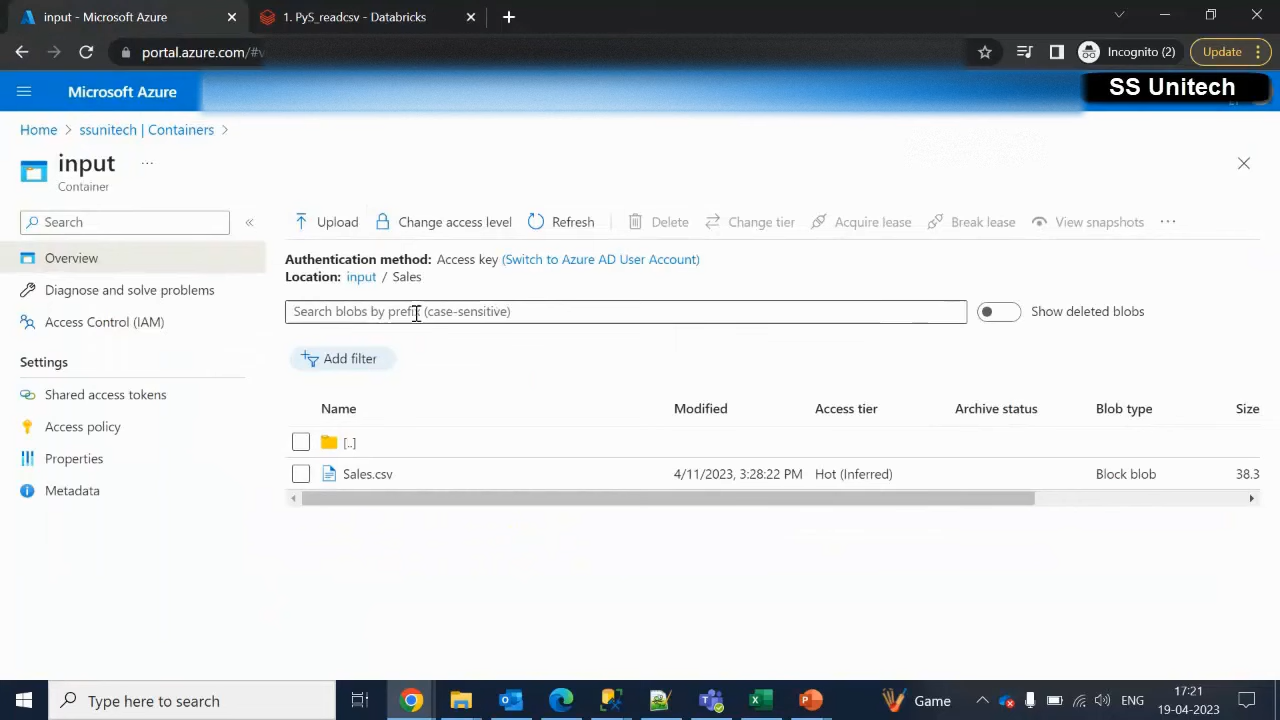 input - Microsoft Azure
1. PyS_readcsv - Databricks
portal.azure.com/#v
Incognito (2)
Update
Microsoft Azure
SS Unitech
Home > ssunitech | Containers >
input ...
Container
Search
«
Upload
Change access level
Refresh
Delete
Change tier
Acquire lease
Break lease
View snapshots
...
Overview
Diagnose and solve problems
Access Control (IAM)
Settings
Shared access tokens
Access policy
Properties
Metadata
Authentication method: Access key (Switch to Azure AD User Account)
Location: input / Sales
Search blobs by prefix (case-sensitive)
Show deleted blobs
Add filter
Name Modified Access tier Archive status Blob type Size
[..]
Sales.csv 4/11/2023, 3:28:22 PM Hot (Inferred) Block blob 38.3
Type here to search
Game
ENG
17:21
19-04-2023